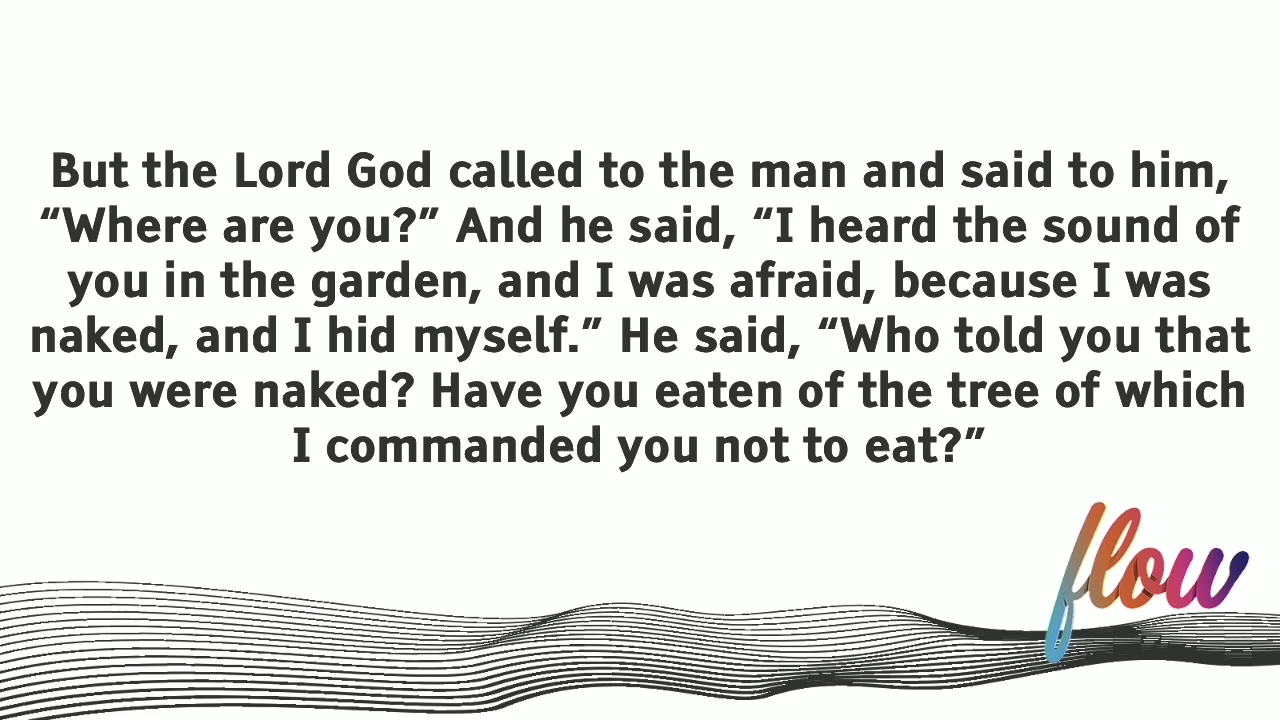 But the Lord God called to the man and said to him,
“Where are you?” And he said, “I heard the sound of
you in the garden, and I was afraid, because I was
naked, and I hid myself.” He said, “Who told you that
you were naked? Have you eaten of the tree of which
I commanded you not to eat?”
flow